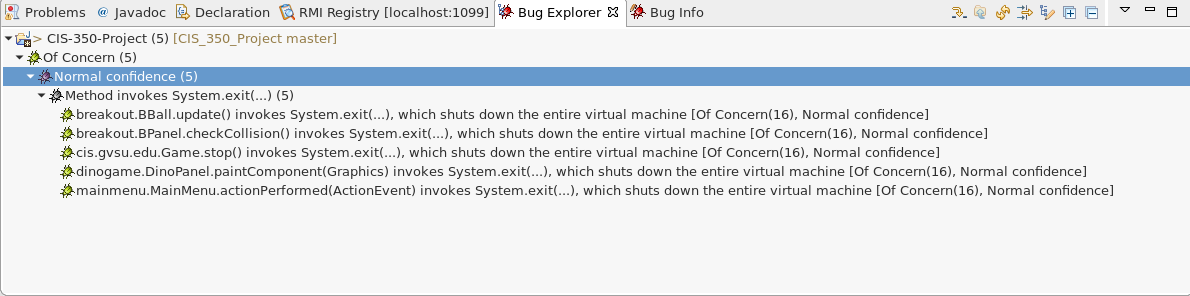 Problems @ Javadoc Declaration RMI Registry [localhost:1099] Bug Explorer Bug Info
> CIS-350-Project (5) [CIS_350_Project master]
Of Concern (5)
Normal confidence (5)
Method invokes System.exit(...) (5)
breakout.BBall.update() invokes System.exit(...), which shuts down the entire virtual machine [Of Concern(16), Normal confidence]
breakout.BPanel.checkCollision() invokes System.exit(...), which shuts down the entire virtual machine [Of Concern(16), Normal confidence]
cis.gvsu.edu.Game.stop() invokes System.exit(...), which shuts down the entire virtual machine [Of Concern(16), Normal confidence]
dinogame.DinoPanel.paintComponent(Graphics) invokes System.exit(...), which shuts down the entire virtual machine [Of Concern(16), Normal confidence]
mainmenu.MainMenu.actionPerformed(ActionEvent) invokes System.exit(...), which shuts down the entire virtual machine [Of Concern(16), Normal confidence]